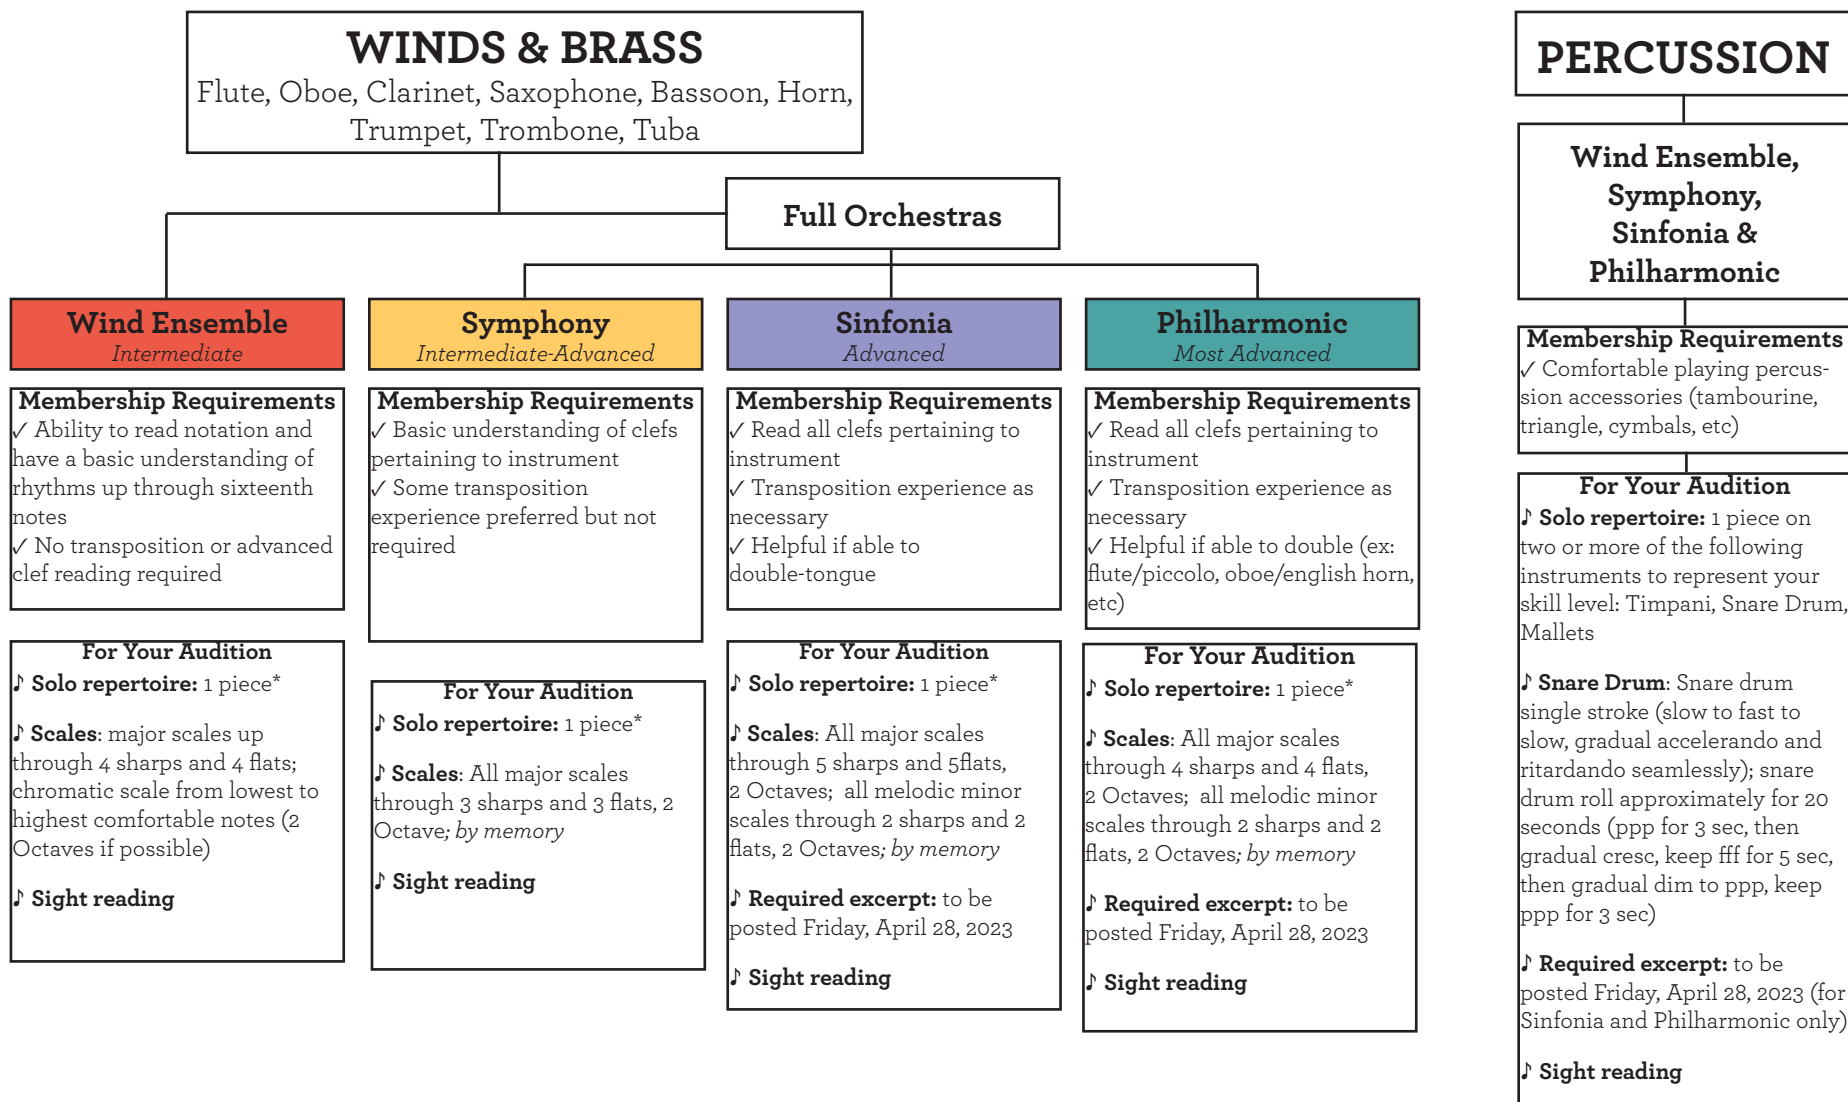 WINDS & BRASS
Flute, Oboe, Clarinet, Saxophone, Bassoon, Horn,
Trumpet, Trombone, Tuba
Full Orchestras
Wind Ensemble
Intermediate
Membership Requirements
✓ Ability to read notation and
have a basic understanding of
rhythms up through sixteenth
notes
✓ No transposition or advanced
clef reading required
For Your Audition
♪ Solo repertoire: 1 piece*
♪ Scales: major scales up
through 4 sharps and 4 flats;
chromatic scale from lowest to
highest comfortable notes (2
Octaves if possible)
♪ Sight reading
Symphony
Intermediate-Advanced
Membership Requirements
✓ Basic understanding of clefs
pertaining to instrument
✓ Some transposition
experience preferred but not
required
For Your Audition
♪ Solo repertoire: 1 piece*
♪ Scales: All major scales
through 3 sharps and 3 flats, 2
Octave; by memory
♪ Sight reading
Sinfonia
Advanced
Membership Requirements
✓ Read all clefs pertaining to
instrument
✓ Transposition experience as
necessary
✓ Helpful if able to
double-tongue
For Your Audition
♪ Solo repertoire: 1 piece*
♪ Scales: All major scales
through 5 sharps and 5flats,
2 Octaves; all melodic minor
scales through 2 sharps and 2
flats, 2 Octaves; by memory
♪ Required excerpt: to be
posted Friday, April 28, 2023
♪ Sight reading
Philharmonic
Most Advanced
Membership Requirements
✓ Read all clefs pertaining to
instrument
✓ Transposition experience as
necessary
✓ Helpful if able to double (ex:
flute/piccolo, oboe/english horn,
etc)
For Your Audition
♪ Solo repertoire: 1 piece*
♪ Scales: All major scales
through 4 sharps and 4 flats,
2 Octaves; all melodic minor
scales through 2 sharps and 2
flats, 2 Octaves; by memory
♪ Required excerpt: to be
posted Friday, April 28, 2023
♪ Sight reading
PERCUSSION
Wind Ensemble,
Symphony,
Sinfonia &
Philharmonic
Membership Requirements
✓ Comfortable playing percus-
sion accessories (tambourine,
triangle, cymbals, etc)
For Your Audition
♪ Solo repertoire: 1 piece on
two or more of the following
instruments to represent your
skill level: Timpani, Snare Drum,
Mallets
♪ Snare Drum: Snare drum
single stroke (slow to fast to
slow, gradual accelerando and
ritardando seamlessly); snare
drum roll approximately for 20
seconds (ppp for 3 sec, then
gradual cresc, keep fff for 5 sec,
then gradual dim to ppp, keep
ppp for 3 sec)
♪ Required excerpt: to be
posted Friday, April 28, 2023 (for
Sinfonia and Philharmonic only)
♪ Sight reading